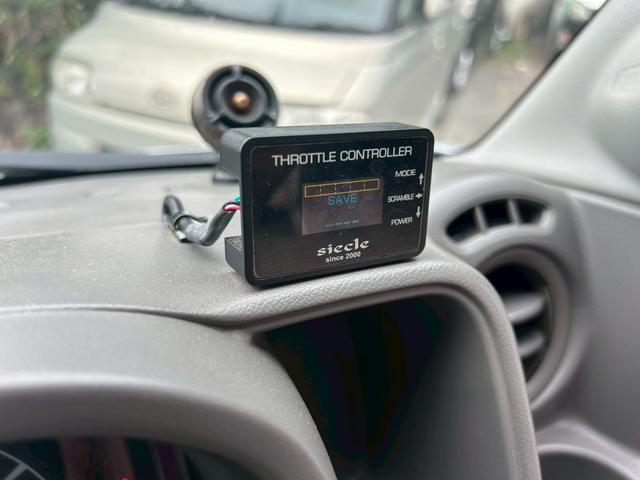 THROTTLE CONTROLLER
MODE
SAVE
SCRAMBLE
POWER
siecle
since 2000